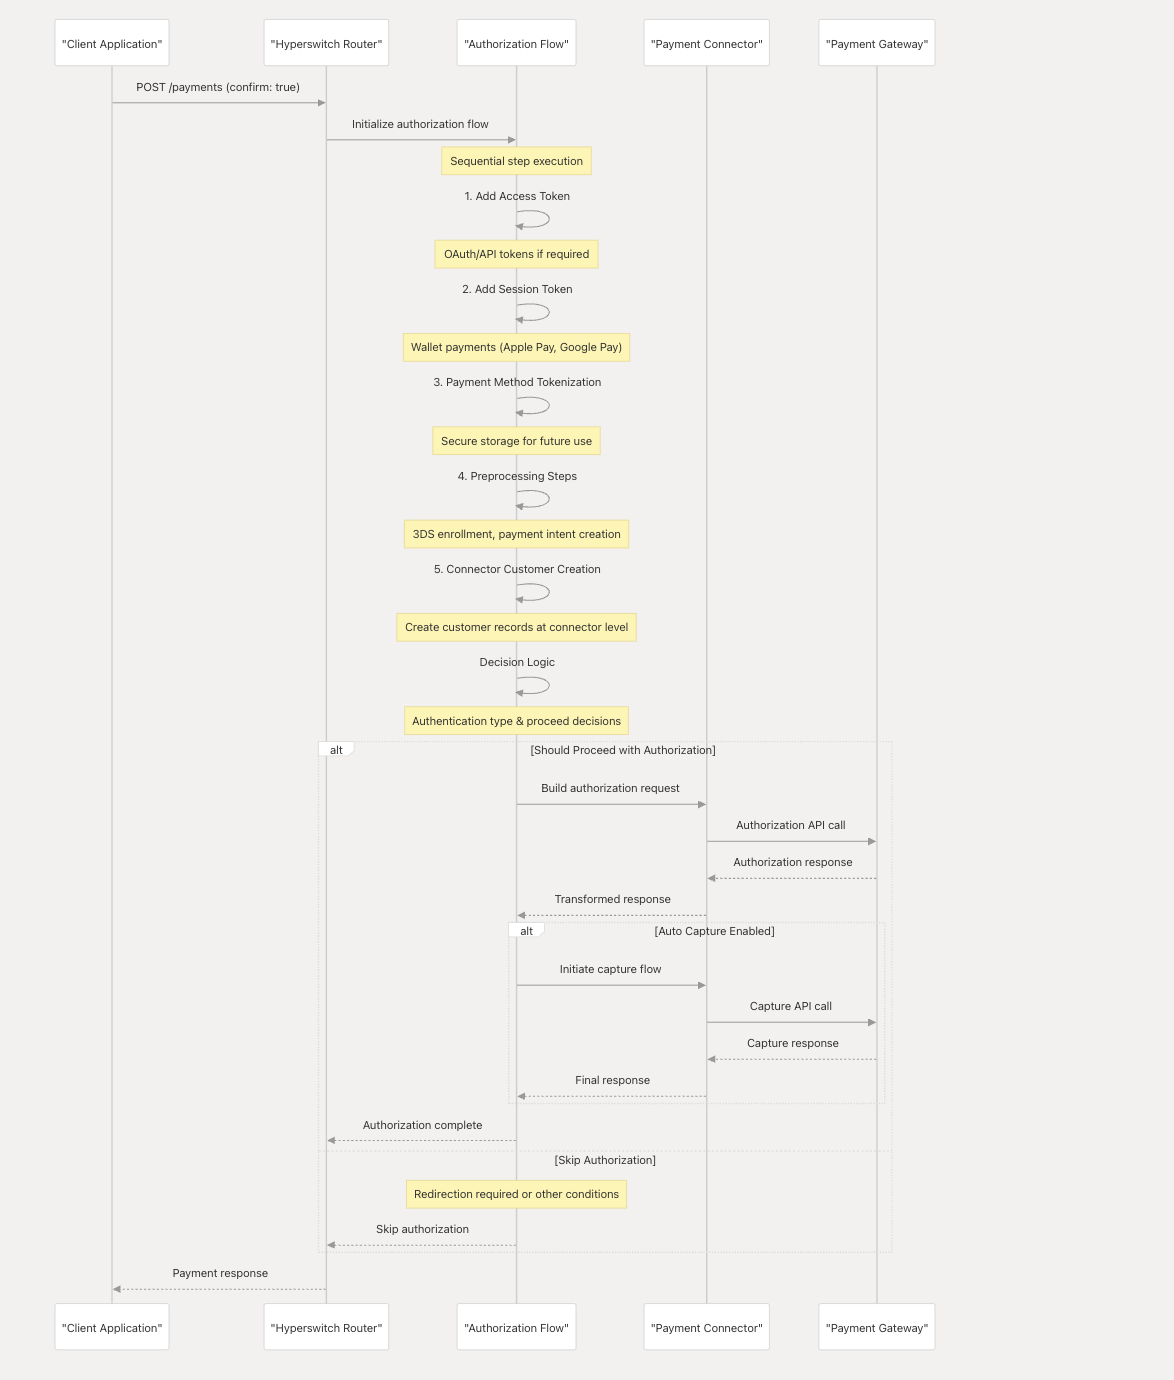 "Client Application"
"Hyperswitch Router"
"Authorization Flow"
"Payment Connector"
"Payment Gateway"
POST /payments (confirm: true)
Initialize authorization flow
Sequential step execution
1. Add Access Token
OAuth/API tokens if required
2. Add Session Token
Wallet payments (Apple Pay, Google Pay)
3. Payment Method Tokenization
Secure storage for future use
4. Preprocessing Steps
3DS enrollment, payment intent creation
5. Connector Customer Creation
Create customer records at connector level
Decision Logic
Authentication type & proceed decisions
alt
[Should Proceed with Authorization]
Build authorization request
Authorization API call
Authorization response
Transformed response
alt
[Auto Capture Enabled]
Initiate capture flow
Capture API call
Capture response
Final response
Authorization complete
[Skip Authorization]
Redirection required or other conditions
Skip authorization
Payment response
"Client Application"
"Hyperswitch Router"
"Authorization Flow"
"Payment Connector"
"Payment Gateway"